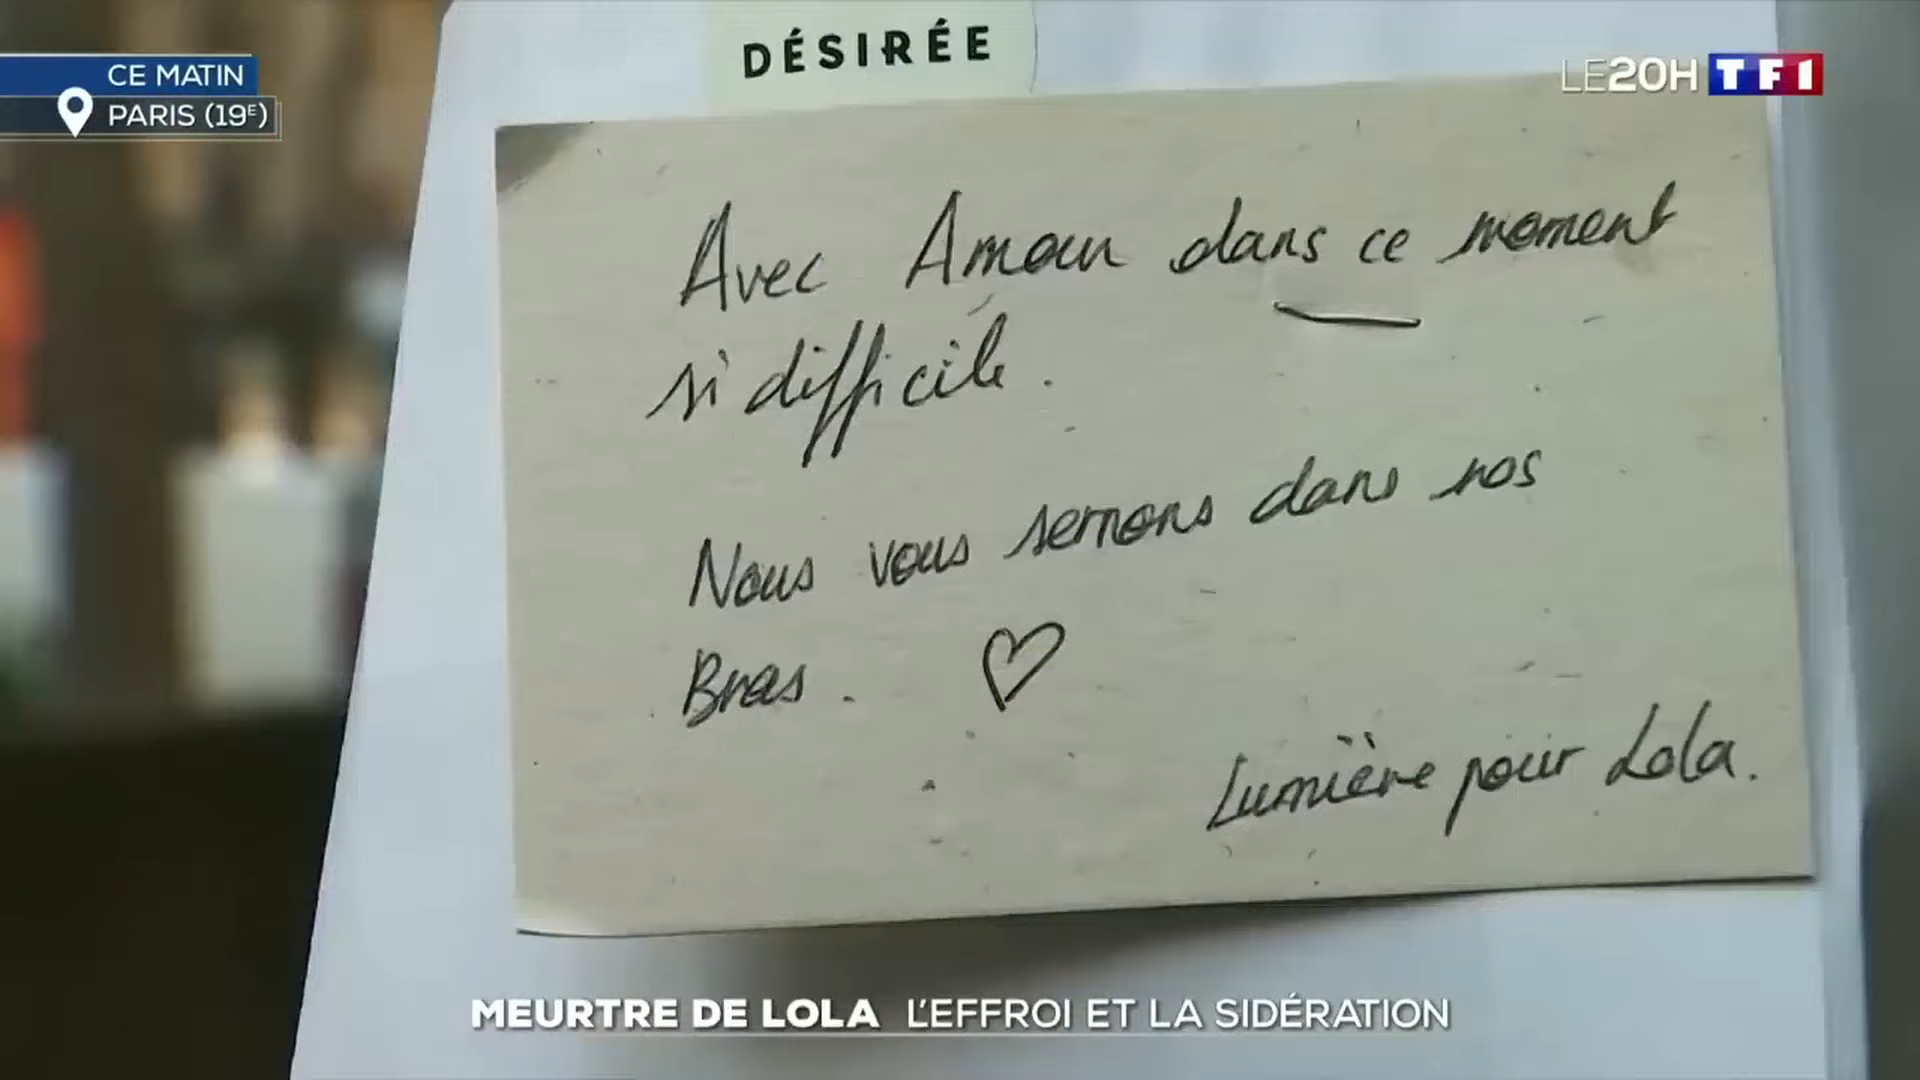 DÉSIRÉE
CE MATIN
PARIS (19E)
LE20H TF1
Avec Amour dans ce moment
si difficile.
Nous vous serrons dans nos
Bras. ♡
Lumière pour Lola.
MEURTRE DE LOLA L'EFFROI ET LA SIDÉRATION